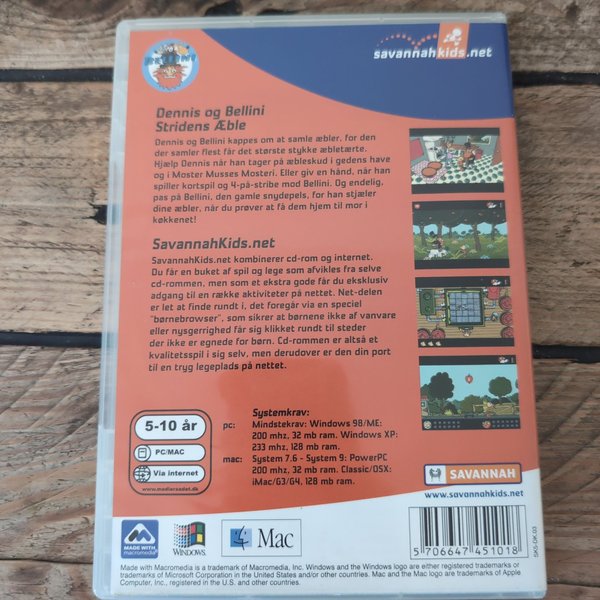 savannahkids.net
BELLINI
Dennis og Bellini
Stridens Æble
Dennis og Bellini kappes om at samle æbler, for den
der samler flest får det største stykke æbletærte.
Hjælp Dennis når han tager på æbleskud i gedens have
og i Moster Musses Mosteri. Eller giv en hånd, når han
spiller kortspil og 4-på-stribe mod Bellini. Og endelig,
pas på Bellini, den gamle snydepels, for han stjæler
dine æbler, når du prøver at få dem hjem til mor i
køkkenet!
SavannahKids.net
SavannahKids.net kombinerer cd-rom og internet.
Du får en buket af spil og lege som afvikles fra selve
cd-rommen, men som et ekstra gode får du eksklusiv
adgang til en række aktiviteter på nettet. Net-delen
er let at finde rundt i, det foregår via en speciel
"børnebrowser", som sikrer at børnene ikke af vanvare
eller nysgerrighed får sig klikket rundt til steder
der ikke er egnede for børn. Cd-rommen er altså et
kvalitetsspil i sig selv, men derudover er den din port
til en tryg legeplads på nettet.
5-10 år
PC/MAC
Via internet
www.medieraadet.dk
Systemkrav:
pc: Mindstekrav: Windows 98/ME:
200 mhz, 32 mb ram. Windows XP:
233 mhz, 128 mb ram.
mac: System 7.6 - System 9: PowerPC
200 mhz, 32 mb ram. Classic/OSX:
iMac/G3/G4, 128 mb ram.
SAVANNAH
www.savannahkids.net
MADE WITH
macromedia
WINDOWS
Mac
5 706647 451018
SKS-DK.03
Made with Macromedia is a trademark of Macromedia, Inc. Windows and the Windows logo are either registered trademarks or
trademarks of Microsoft Corporation in the United States and/or other countries. Mac and the Mac logo are trademarks of Apple
Computer, Inc., registered in the U.S. and other countries.